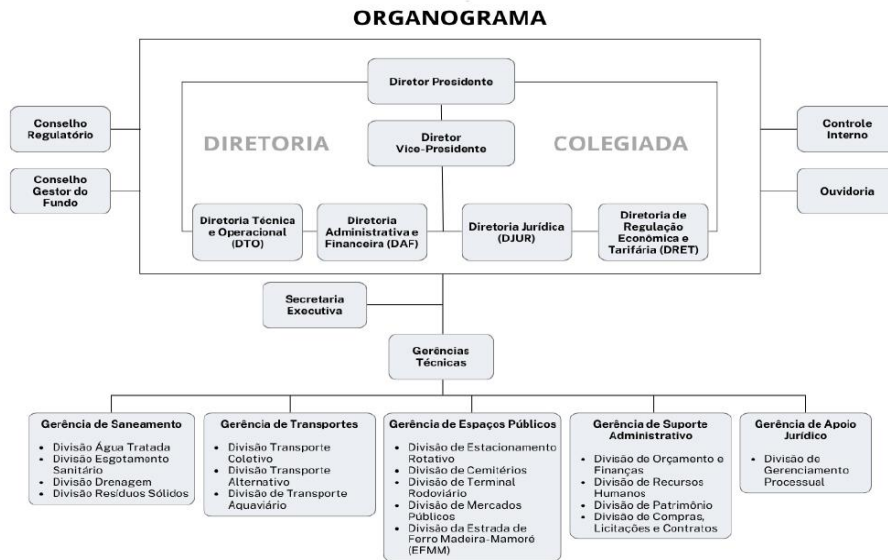 ORGANOGRAMA
Diretor Presidente
Conselho
Regulatório
Controle
Interno
DIRETORIA
Diretor
Vice-Presidente
COLEGIADA
Conselho
Gestor do
Fundo
Ouvidoria
Diretoria Técnica
e Operacional
(DTO)
Diretoria
Administrativa e
Financeira (DAF)
Diretoria Jurídica
(DJUR)
Diretoria de
Regulação
Econômica e
Tarifária (DRET)
Secretaria
Executiva
Gerências
Técnicas
Gerência de Saneamento
• Divisão Água Tratada
• Divisão Esgotamento
Sanitário
• Divisão Drenagem
• Divisão Resíduos Sólidos
Gerência de Transportes
• Divisão Transporte
Coletivo
• Divisão Transporte
Alternativo
• Divisão de Transporte
Aquaviário
Gerência de Espaços Públicos
• Divisão de Estacionamento
Rotativo
• Divisão de Cemitérios
• Divisão de Terminal
Rodoviário
• Divisão de Mercados
Públicos
• Divisão da Estrada de
Ferro Madeira-Mamoré
(EFMM)
Gerência de Suporte
Administrativo
• Divisão de Orçamento e
Finanças
• Divisão de Recursos
Humanos
• Divisão de Patrimônio
• Divisão de Compras,
Licitações e Contratos
Gerência de Apoio
Jurídico
• Divisão de
Gerenciamento
Processual